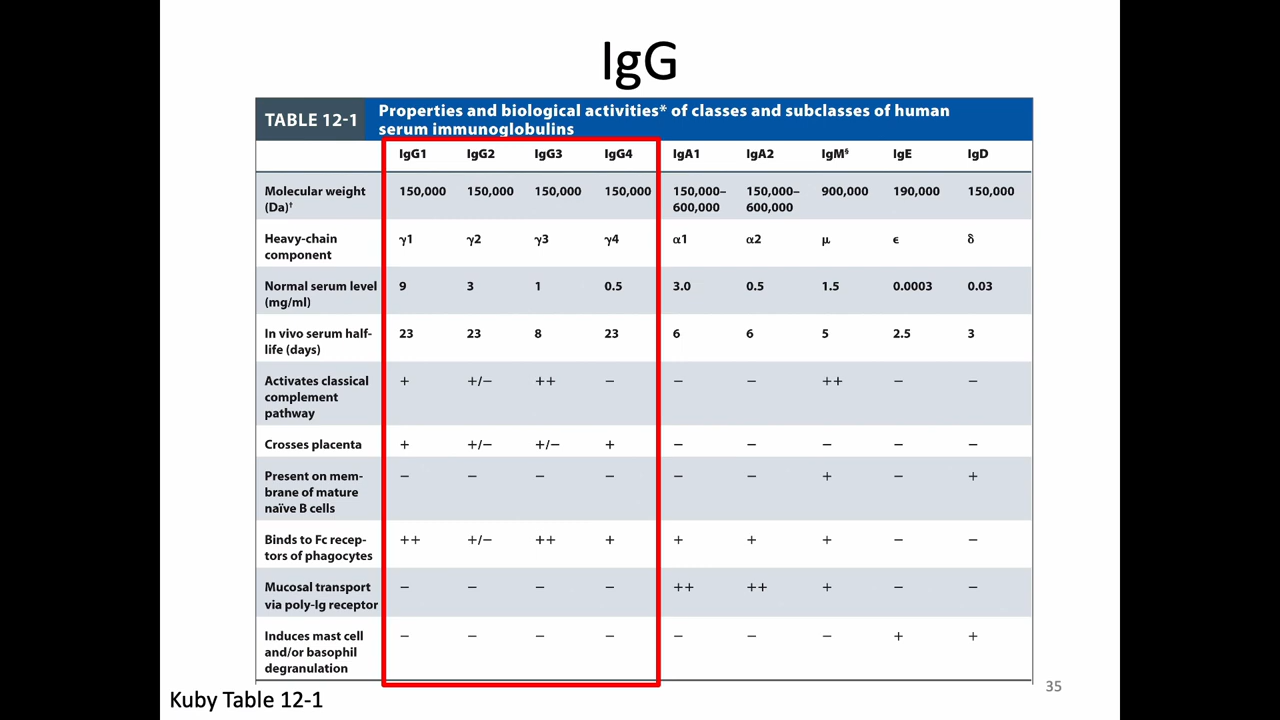 IgG
TABLE 12-1 Properties and biological activities* of classes and subclasses of human
serum immunoglobulins
IgG1 IgG2 IgG3 IgG4 IgA1 IgA2 IgM§ IgE IgD
Molecular weight 150,000 150,000 150,000 150,000 150,000– 150,000– 900,000 190,000 150,000
(Da)† 600,000 600,000
Heavy-chain γ1 γ2 γ3 γ4 α1 α2 μ ϵ δ
component
Normal serum level 9 3 1 0.5 3.0 0.5 1.5 0.0003 0.03
(mg/ml)
In vivo serum half- 23 23 8 23 6 6 5 2.5 3
life (days)
Activates classical + +/− ++ − − − ++ − −
complement
pathway
Crosses placenta + +/− +/− + − − − − −
Present on mem- − − − − − − + − +
brane of mature
naïve B cells
Binds to Fc recep- ++ +/− ++ + + + + − −
tors of phagocytes
Mucosal transport − − − − ++ ++ + − −
via poly-Ig receptor
Induces mast cell − − − − − − − + +
and/or basophil
degranulation
Kuby Table 12-1
35